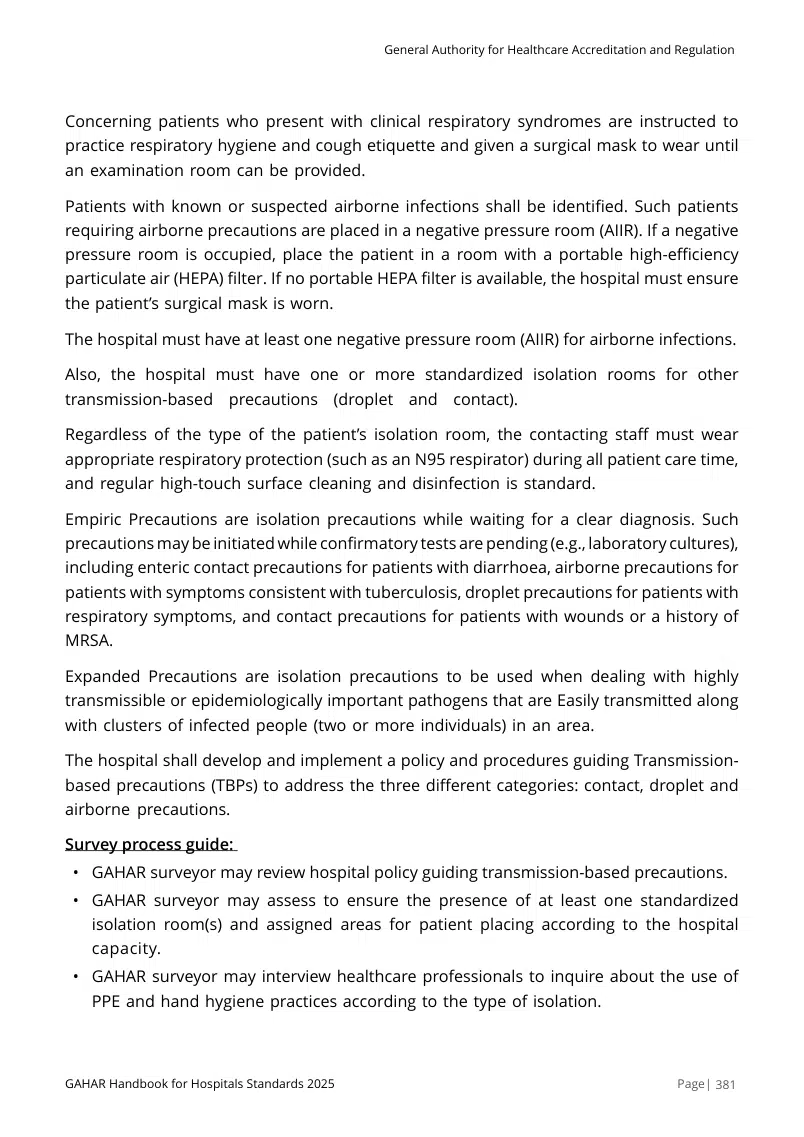 General Authority for Healthcare Accreditation and Regulation
Concerning patients who present with clinical respiratory syndromes are instructed to
practice respiratory hygiene and cough etiquette and given a surgical mask to wear until
an examination room can be provided.
Patients with known or suspected airborne infections shall be identified. Such patients
requiring airborne precautions are placed in a negative pressure room (AIIR). If a negative
pressure room is occupied, place the patient in a room with a portable high-efficiency
particulate air (HEPA) filter. If no portable HEPA filter is available, the hospital must ensure
the patient’s surgical mask is worn.
The hospital must have at least one negative pressure room (AIIR) for airborne infections.
Also, the hospital must have one or more standardized isolation rooms for other
transmission-based precautions (droplet and contact).
Regardless of the type of the patient’s isolation room, the contacting staff must wear
appropriate respiratory protection (such as an N95 respirator) during all patient care time,
and regular high-touch surface cleaning and disinfection is standard.
Empiric Precautions are isolation precautions while waiting for a clear diagnosis. Such
precautions may be initiated while confirmatory tests are pending (e.g., laboratory cultures),
including enteric contact precautions for patients with diarrhoea, airborne precautions for
patients with symptoms consistent with tuberculosis, droplet precautions for patients with
respiratory symptoms, and contact precautions for patients with wounds or a history of
MRSA.
Expanded Precautions are isolation precautions to be used when dealing with highly
transmissible or epidemiologically important pathogens that are Easily transmitted along
with clusters of infected people (two or more individuals) in an area.
The hospital shall develop and implement a policy and procedures guiding Transmission-
based precautions (TBPs) to address the three different categories: contact, droplet and
airborne precautions.
Survey process guide:
• GAHAR surveyor may review hospital policy guiding transmission-based precautions.
• GAHAR surveyor may assess to ensure the presence of at least one standardized
isolation room(s) and assigned areas for patient placing according to the hospital
capacity.
• GAHAR surveyor may interview healthcare professionals to inquire about the use of
PPE and hand hygiene practices according to the type of isolation.
GAHAR Handbook for Hospitals Standards 2025 Page| 381